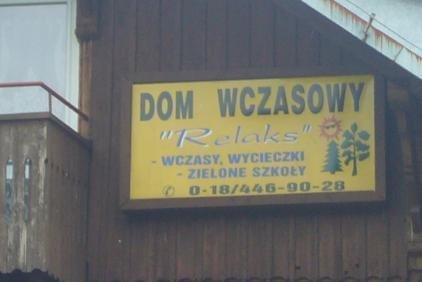 DOM WCZASOWY
"Relaks"
- WCZASY, WYCIECZKI
- ZIELONE SZKOŁY
✆ 0-18/446-90-28